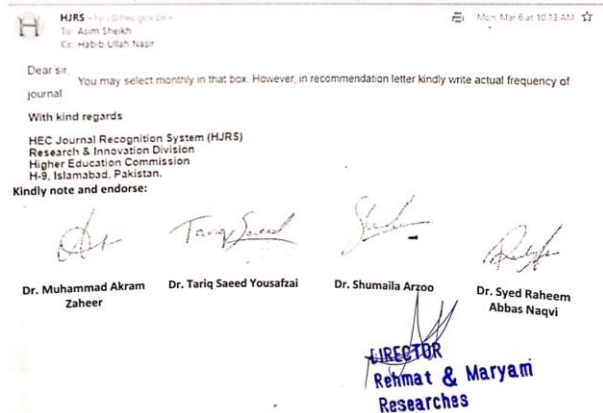 HJRS
To: Asim Sheikh
Cc: Habib Ullah Nasir
Mon, Mar 6 at 10:13 AM
Dear sir,
You may select monthly in that box. However, in recommendation letter kindly write actual frequency of
journal
With kind regards
HEC Journal Recognition System (HJRS)
Research & Innovation Division
Higher Education Commission
H-9, Islamabad, Pakistan.
Kindly note and endorse:
Tariq Saeed
Dr. Muhammad Akram
Zaheer
Dr. Tariq Saeed Yousafzai
Dr. Shumaila Arzoo
Dr. Syed Raheem
Abbas Naqvi
DIRECTOR
Rehmat & Maryam
Researches